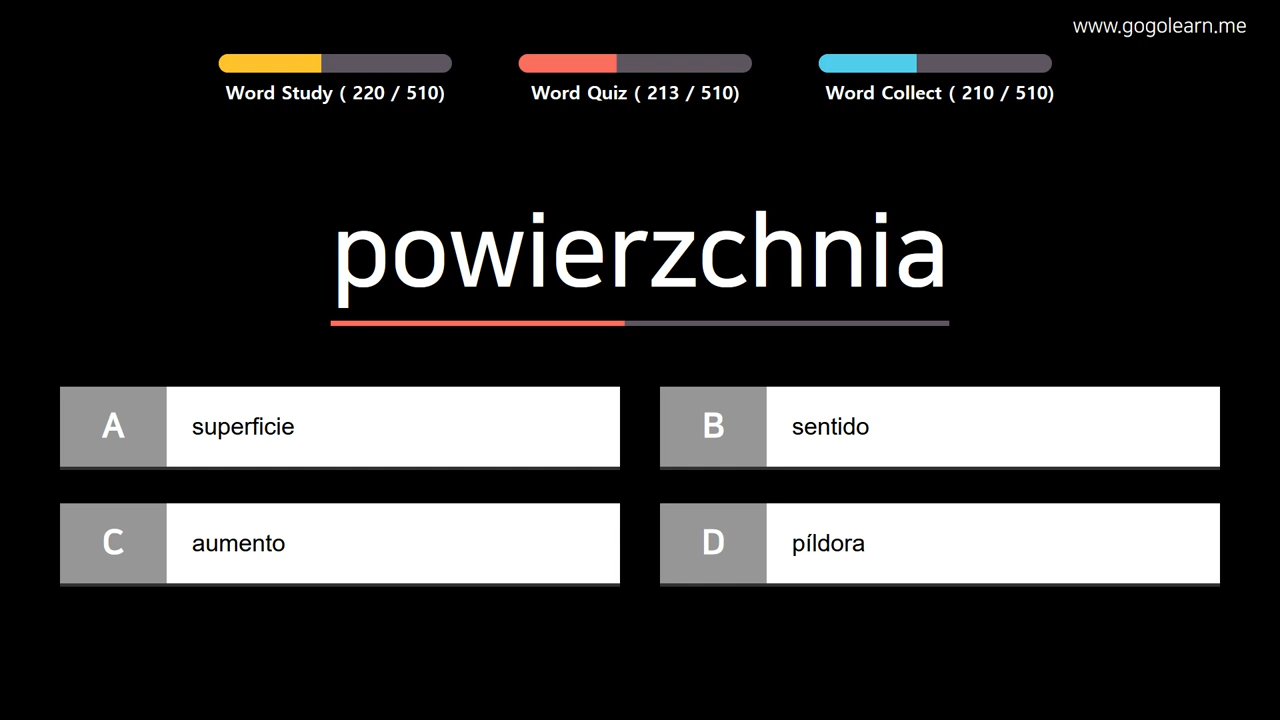 www.gogolearn.me
Word Study ( 220 / 510)
Word Quiz ( 213 / 510)
Word Collect ( 210 / 510)
powierzchnia
A superficie
B sentido
C aumento
D píldora